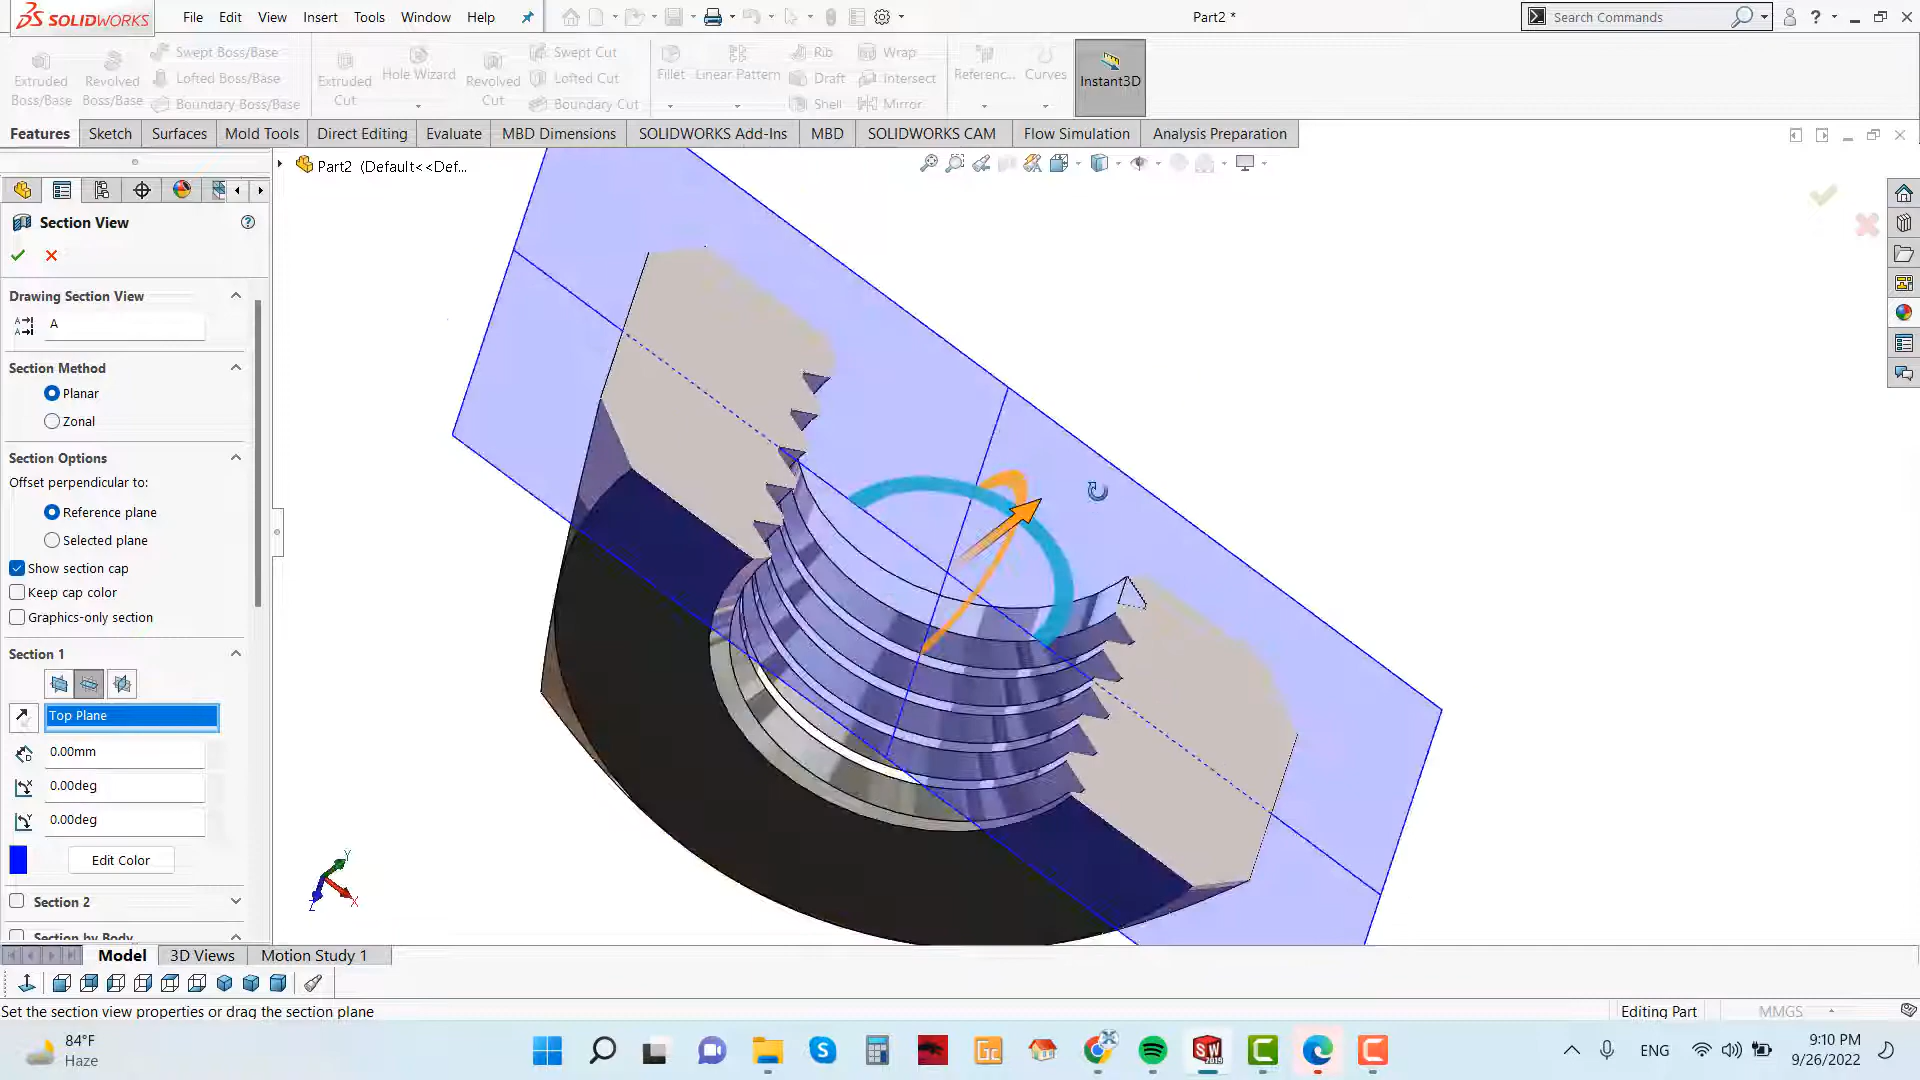 SOLIDWORKS
File Edit View Insert Tools Window Help
Part2 *
Search Commands
Extruded Boss/Base
Revolved Boss/Base
Swept Boss/Base
Lofted Boss/Base
Boundary Boss/Base
Extruded Cut
Hole Wizard
Revolved Cut
Swept Cut
Lofted Cut
Boundary Cut
Fillet
Linear Pattern
Rib
Draft
Shell
Wrap
Intersect
Mirror
Referenc...
Curves
Instant3D
Features Sketch Surfaces Mold Tools Direct Editing Evaluate MBD Dimensions SOLIDWORKS Add-Ins MBD SOLIDWORKS CAM Flow Simulation Analysis Preparation
Part2 (Default<<Def...
Section View
Drawing Section View
A
Section Method
Planar
Zonal
Section Options
Offset perpendicular to:
Reference plane
Selected plane
Show section cap
Keep cap color
Graphics-only section
Section 1
Top Plane
0.00mm
0.00deg
0.00deg
Edit Color
Section 2
Section by Body
Y
X
Z
Model 3D Views Motion Study 1
Set the section view properties or drag the section plane
Editing Part
MMGS
84°F
Haze
Gc
SW
2019
ENG
9:10 PM
9/26/2022